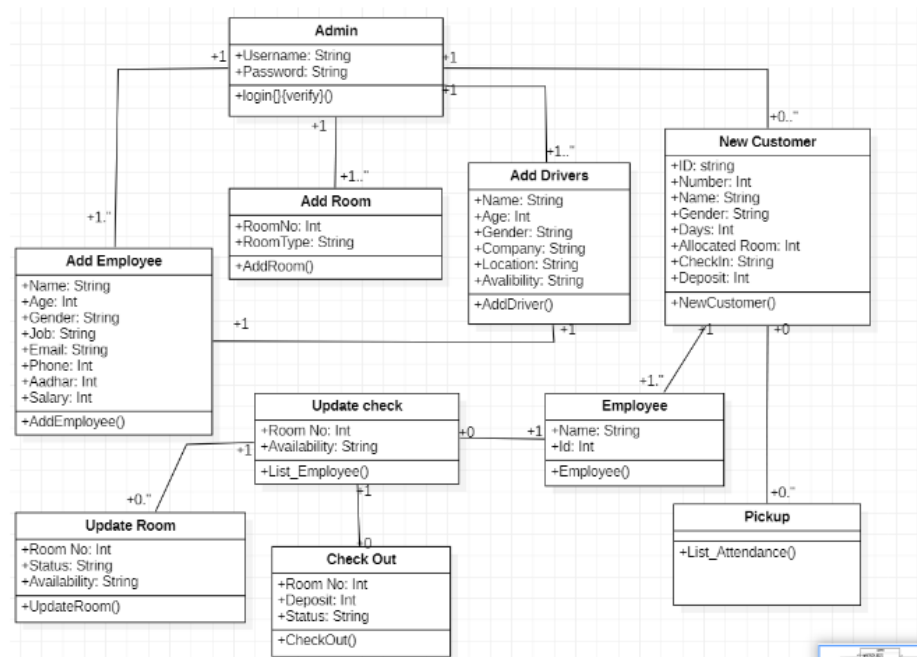 Admin
+Username: String
+Password: String
+login[]{verify}()
+1
+1
+1
+1
+0.."
+1.."
+1.."
+1."
New Customer
+ID: string
+Number: Int
+Name: String
+Gender: String
+Days: Int
+Allocated Room: Int
+CheckIn: String
+Deposit: Int
+NewCustomer()
Add Drivers
+Name: String
+Age: Int
+Gender: String
+Company: String
+Location: String
+Avalibility: String
+AddDriver()
Add Room
+RoomNo: Int
+RoomType: String
+AddRoom()
Add Employee
+Name: String
+Age: Int
+Gender: String
+Job: String
+Email: String
+Phone: Int
+Aadhar: Int
+Salary: Int
+AddEmployee()
+1
+1
+1
+0
+1."
Update check
+Room No: Int
+Availability: String
+List_Employee()
+0
+1
Employee
+Name: String
+Id: Int
+Employee()
+1
+0."
+1
+0
+0."
Update Room
+Room No: Int
+Status: String
+Availability: String
+UpdateRoom()
Check Out
+Room No: Int
+Deposit: Int
+Status: String
+CheckOut()
Pickup
+List_Attendance()